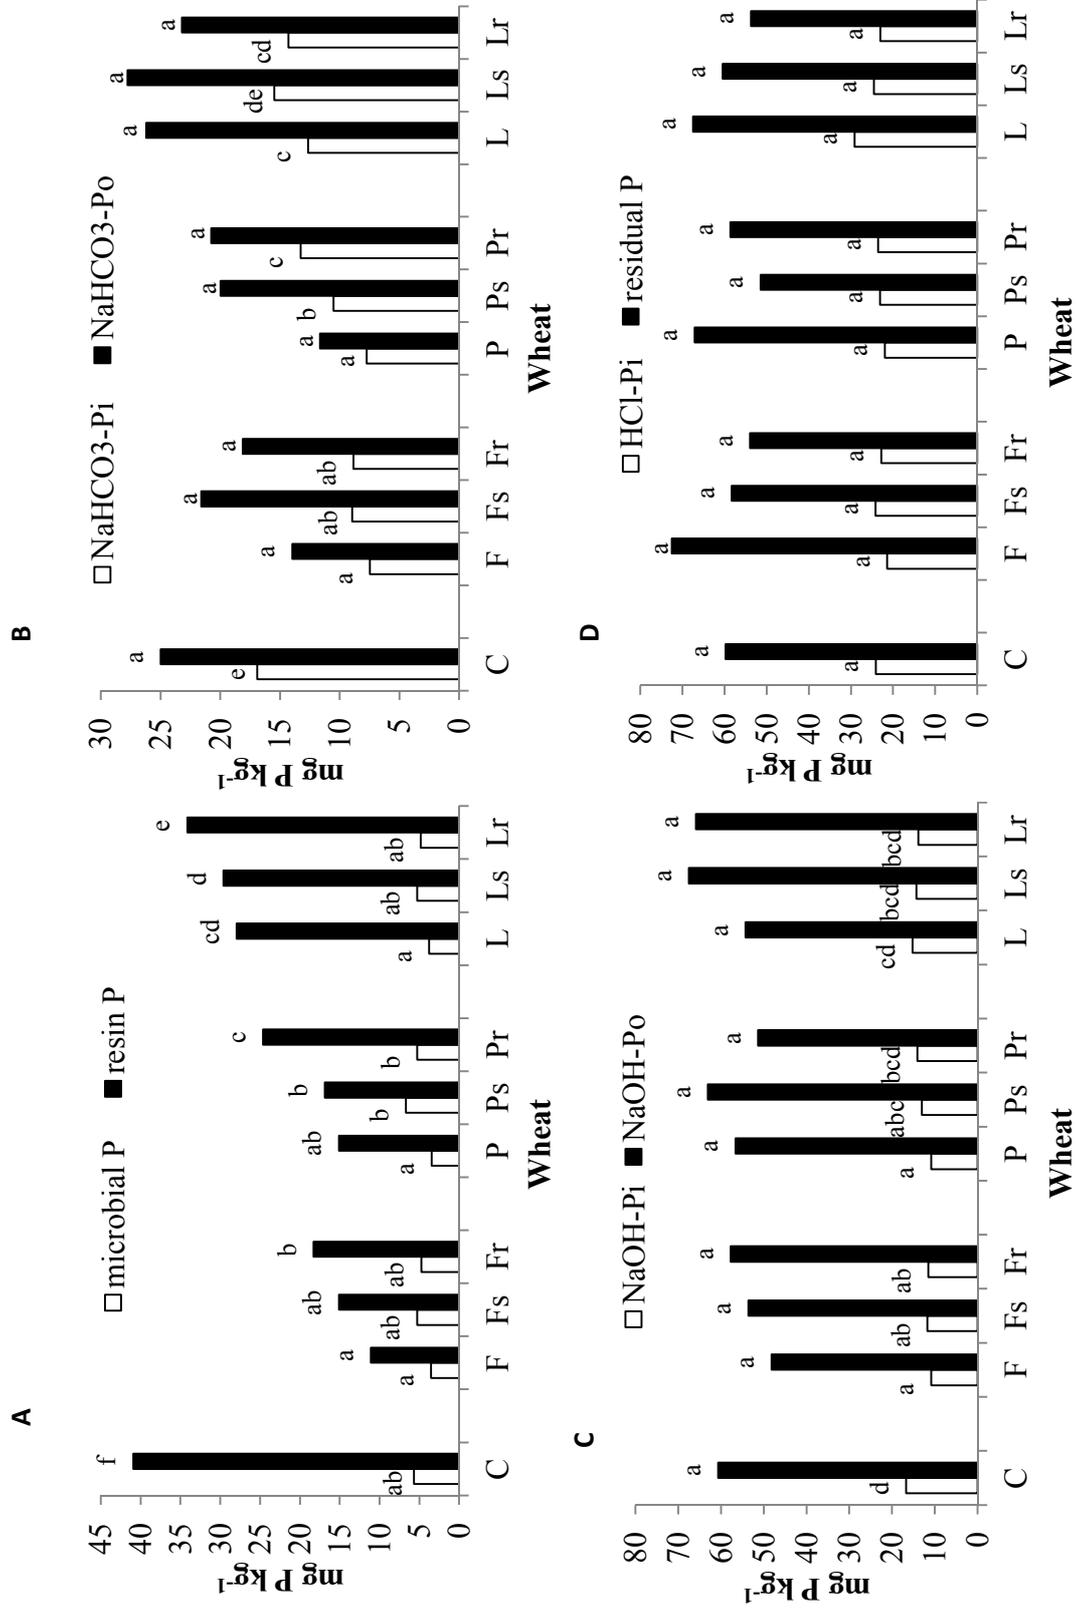 A
□ microbial P ■ resin P
mg P kg-1
45
40
35
30
25
20
15
10
5
0
ab f
a a
ab ab
ab b
a ab
b b
b c
a cd
ab d
ab e
C F Fs Fr P Ps Pr L Ls Lr
Wheat
B
□ NaHCO3-Pi ■ NaHCO3-Po
mg P kg-1
30
25
20
15
10
5
0
e a
a a
ab a
ab a
a a
b a
c a
c a
de a
cd a
C F Fs Fr P Ps Pr L Ls Lr
Wheat
C
□ NaOH-Pi ■ NaOH-Po
mg P kg-1
80
70
60
50
40
30
20
10
0
d a
a a
ab a
ab a
a a
abc a
bcd a
cd a
bcd a
bcd a
C F Fs Fr P Ps Pr L Ls Lr
Wheat
D
□ HCl-Pi ■ residual P
mg P kg-1
80
70
60
50
40
30
20
10
0
a a
a a
a a
a a
a a
a a
a a
a a
a a
a a
C F Fs Fr P Ps Pr L Ls Lr
Wheat